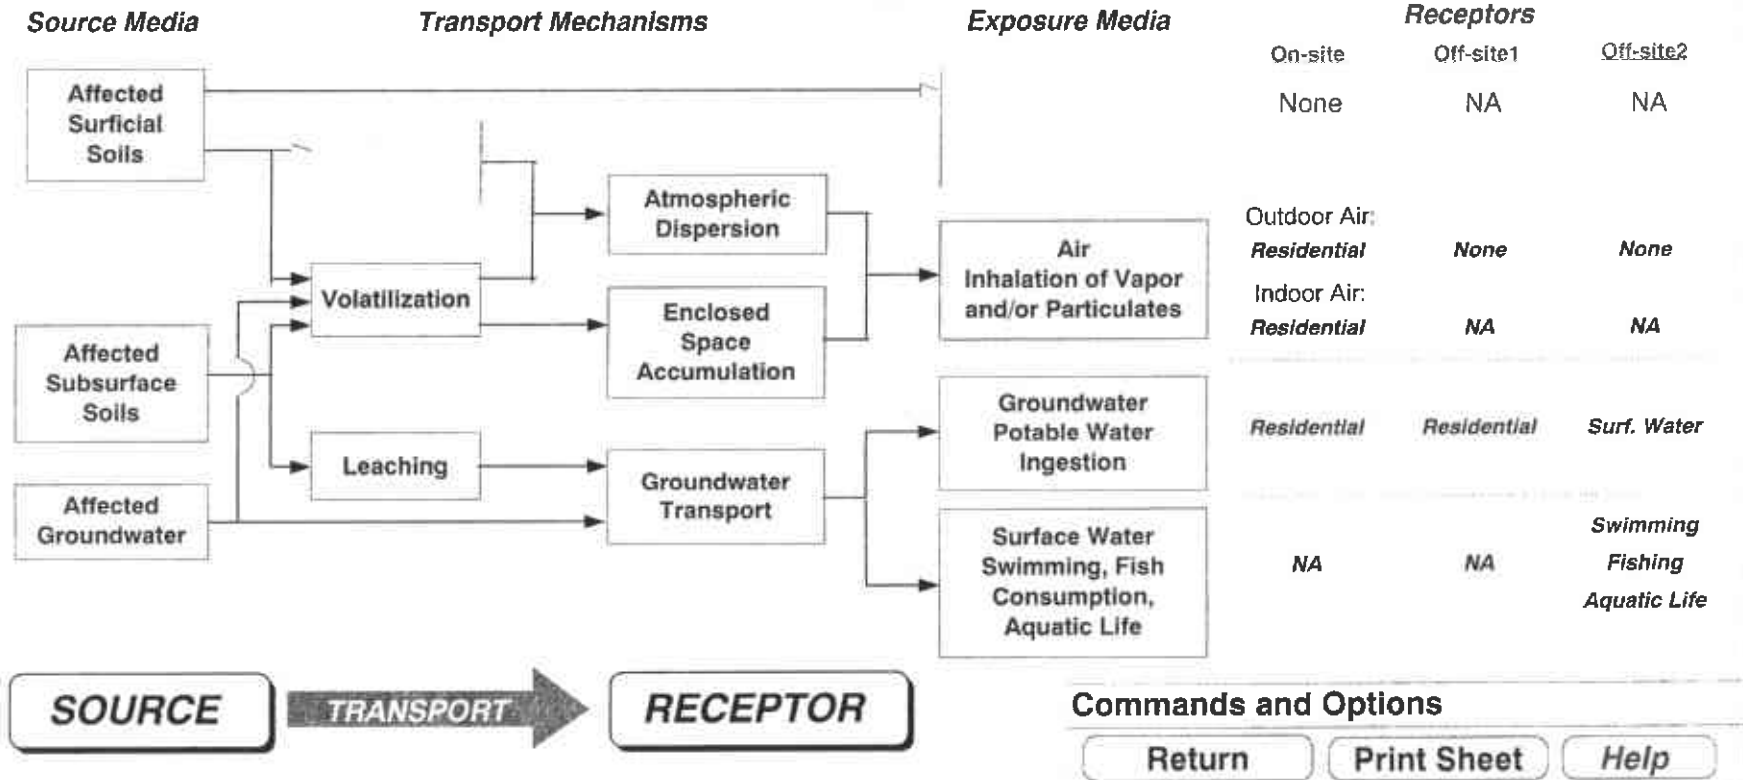 Source Media
Transport Mechanisms
Exposure Media
Receptors
On-site
Off-site1
Off-site2
Affected
Surficial
Soils
None
NA
NA
Atmospheric
Dispersion
Outdoor Air:
Air
Inhalation of Vapor
and/or Particulates
Residential
None
None
Indoor Air:
Residential
NA
NA
Volatilization
Enclosed
Space
Accumulation
Affected
Subsurface
Soils
Groundwater
Potable Water
Ingestion
Residential
Residential
Surf. Water
Leaching
Groundwater
Transport
Affected
Groundwater
Surface Water
Swimming, Fish
Consumption,
Aquatic Life
NA
NA
Swimming
Fishing
Aquatic Life
SOURCE
TRANSPORT
RECEPTOR
Commands and Options
Return
Print Sheet
Help